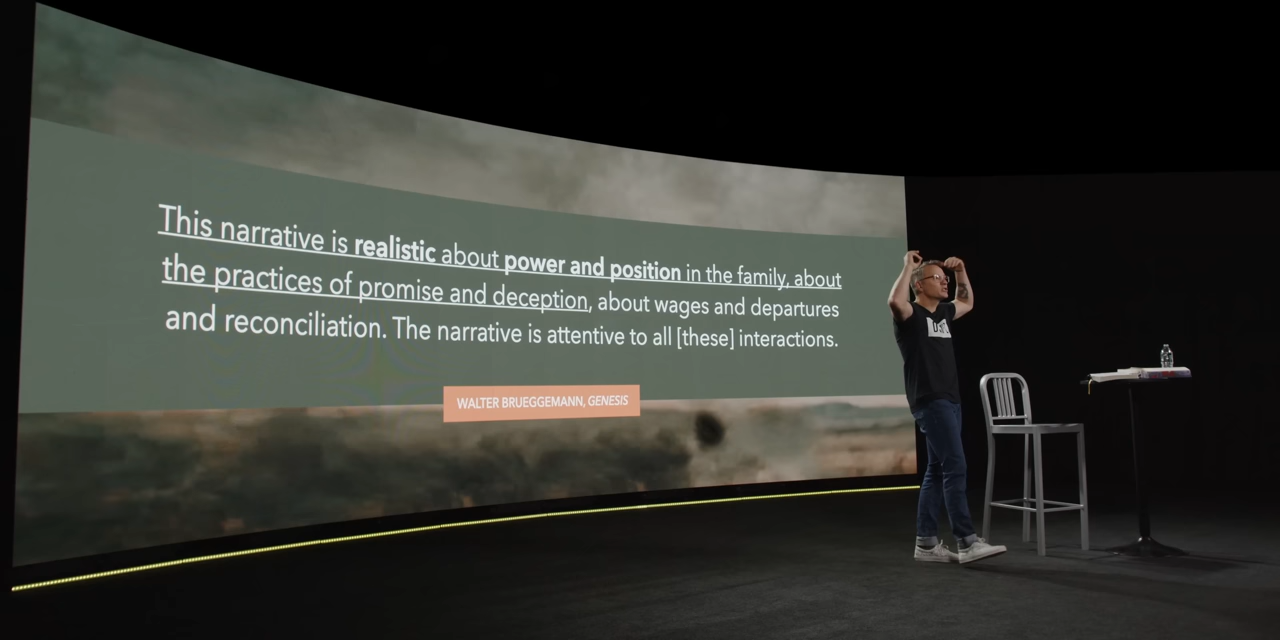 This narrative is realistic about power and position in the family, about
the practices of promise and deception, about wages and departures
and reconciliation. The narrative is attentive to all [these] interactions.
WALTER BRUEGGEMANN, GENESIS